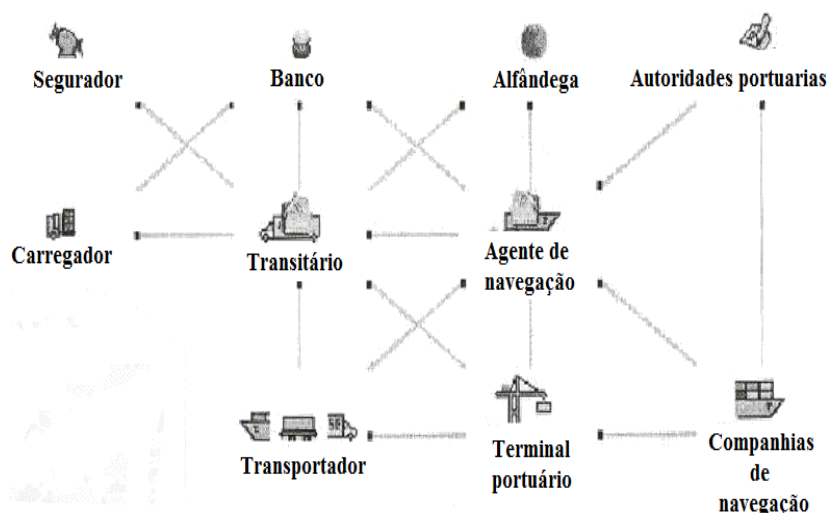 Segurador
Banco
Alfândega
Autoridades portuarias
Carregador
Transitário
Agente de
navegação
Transportador
Terminal
portuário
Companhias
de
navegação